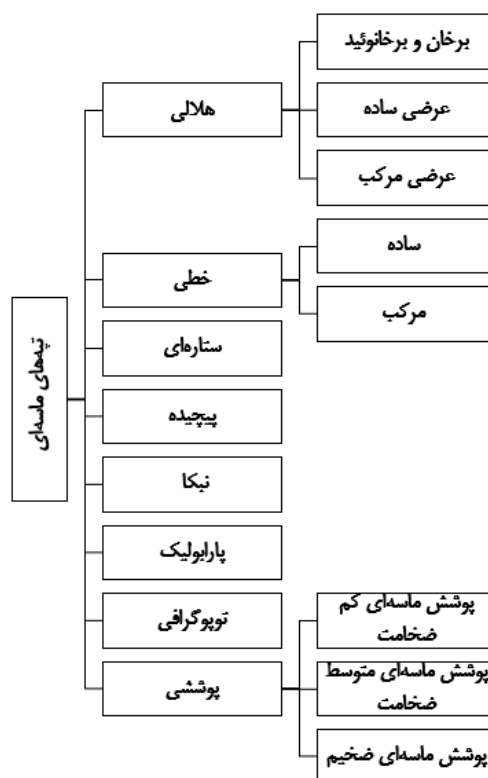 تپه‌های ماسه‌ای
هلالی
برخان و برخانوئید
عرضی ساده
عرضی مرکب
خطی
ساده
مرکب
ستاره‌ای
پیچیده
نبکا
پارابولیک
توپوگرافی
پوششی
پوشش ماسه‌ای کم
ضخامت
پوشش ماسه‌ای متوسط
ضخامت
پوشش ماسه‌ای ضخیم